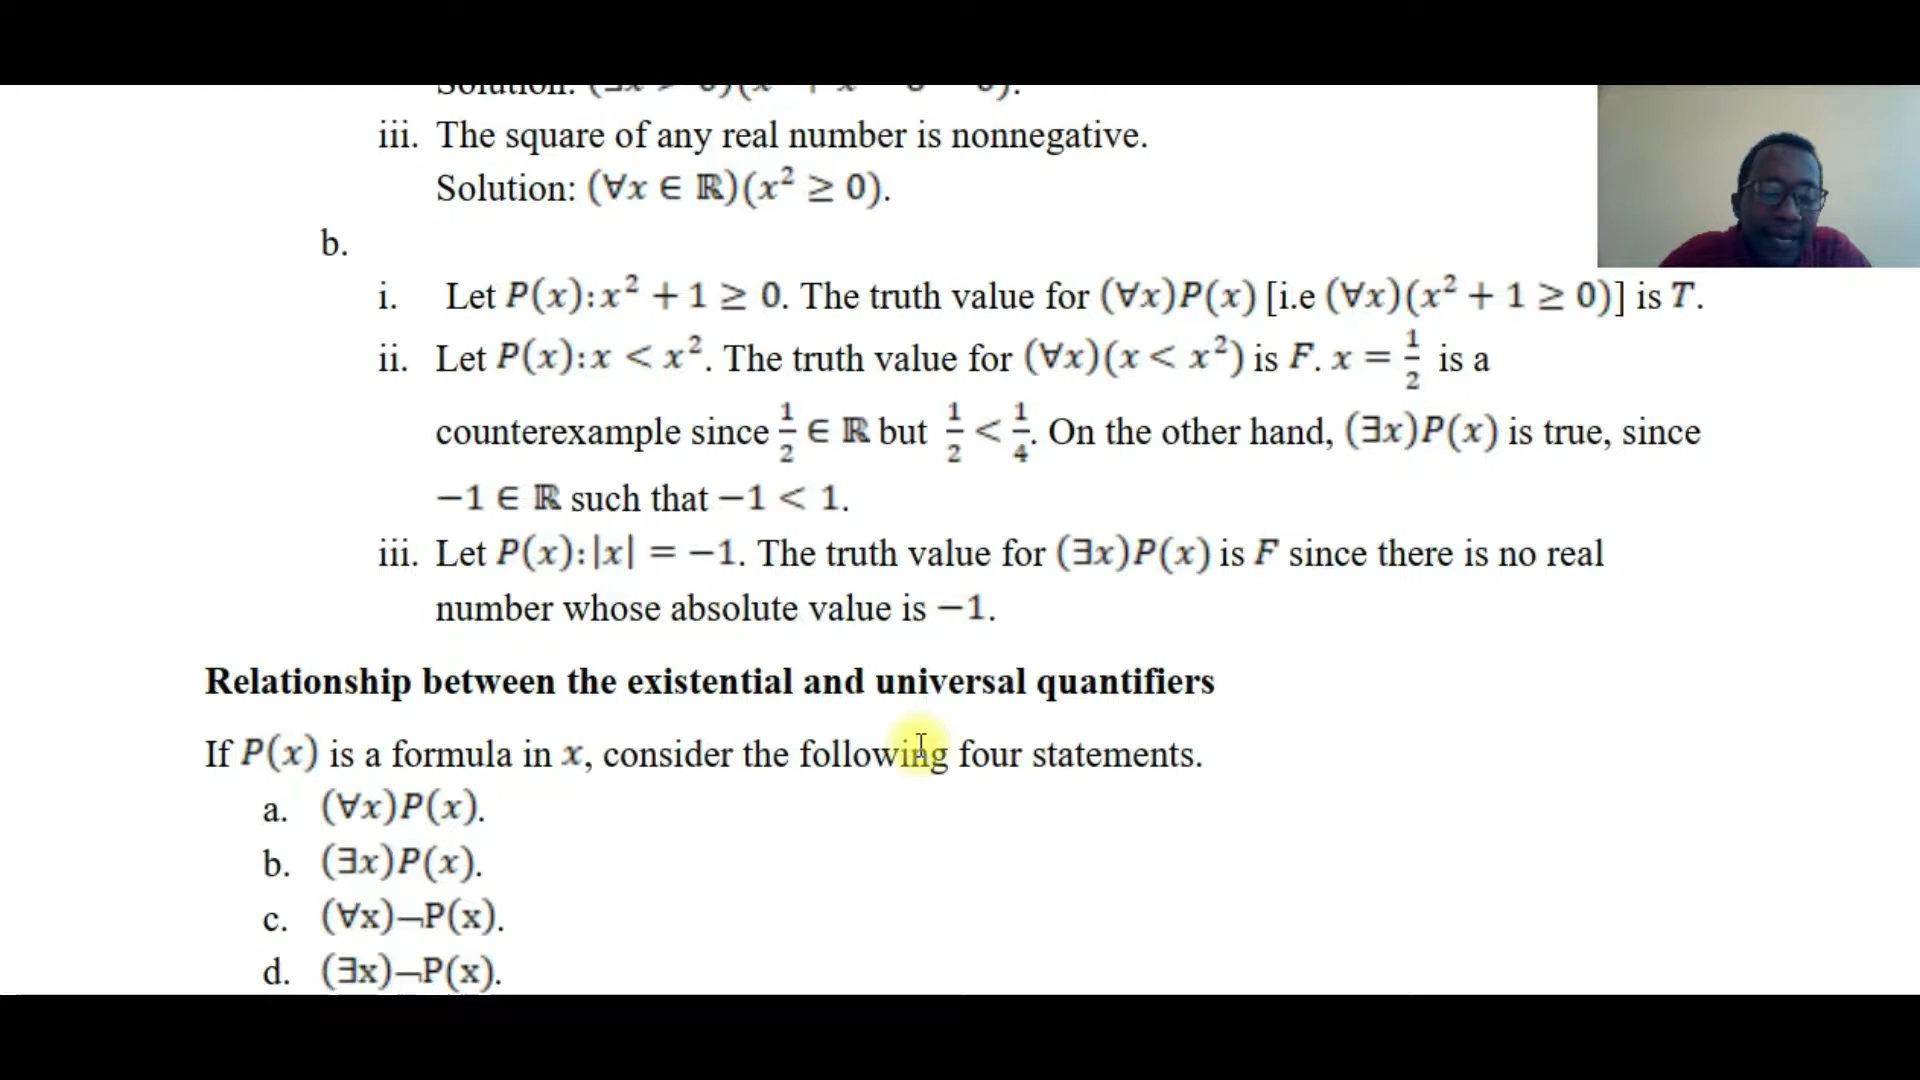 Solution:
iii. The square of any real number is nonnegative.
Solution: (∀x ∈ ℝ)(x² ≥ 0).
b.
i. Let P(x): x² + 1 ≥ 0. The truth value for (∀x)P(x) [i.e (∀x)(x² + 1 ≥ 0)] is T.
ii. Let P(x): x < x². The truth value for (∀x)(x < x²) is F. x = 1/2 is a
counterexample since 1/2 ∈ ℝ but 1/2 < 1/4. On the other hand, (∃x)P(x) is true, since
−1 ∈ ℝ such that −1 < 1.
iii. Let P(x): |x| = −1. The truth value for (∃x)P(x) is F since there is no real
number whose absolute value is −1.
Relationship between the existential and universal quantifiers
If P(x) is a formula in x, consider the following four statements.
a. (∀x)P(x).
b. (∃x)P(x).
c. (∀x)¬P(x).
d. (∃x)¬P(x).